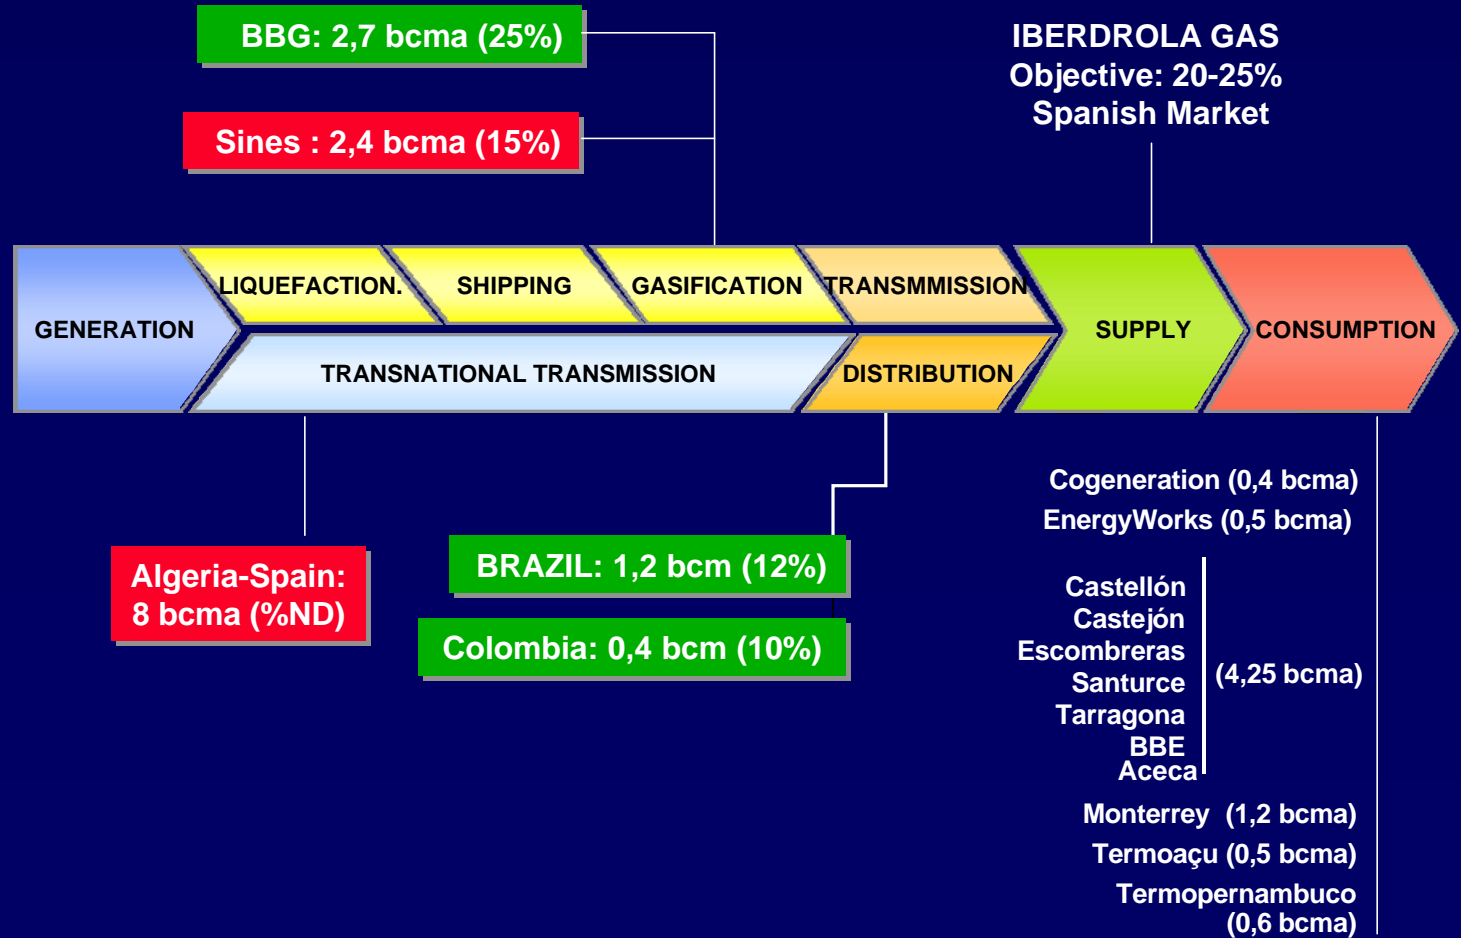 BBG: 2,7 bcma (25%)
Sines : 2,4 bcma (15%)
IBERDROLA GAS
Objective: 20-25%
Spanish Market
GENERATION
LIQUEFACTION.
SHIPPING
GASIFICATION
TRANSMMISSION
TRANSNATIONAL TRANSMISSION
DISTRIBUTION
SUPPLY
CONSUMPTION
Algeria-Spain:
8 bcma (%ND)
BRAZIL: 1,2 bcm (12%)
Colombia: 0,4 bcm (10%)
Cogeneration (0,4 bcma)
EnergyWorks (0,5 bcma)
Castellón
Castejón
Escombreras
Santurce
Tarragona
BBE
Aceca
(4,25 bcma)
Monterrey (1,2 bcma)
Termoaçu (0,5 bcma)
Termopernambuco
(0,6 bcma)